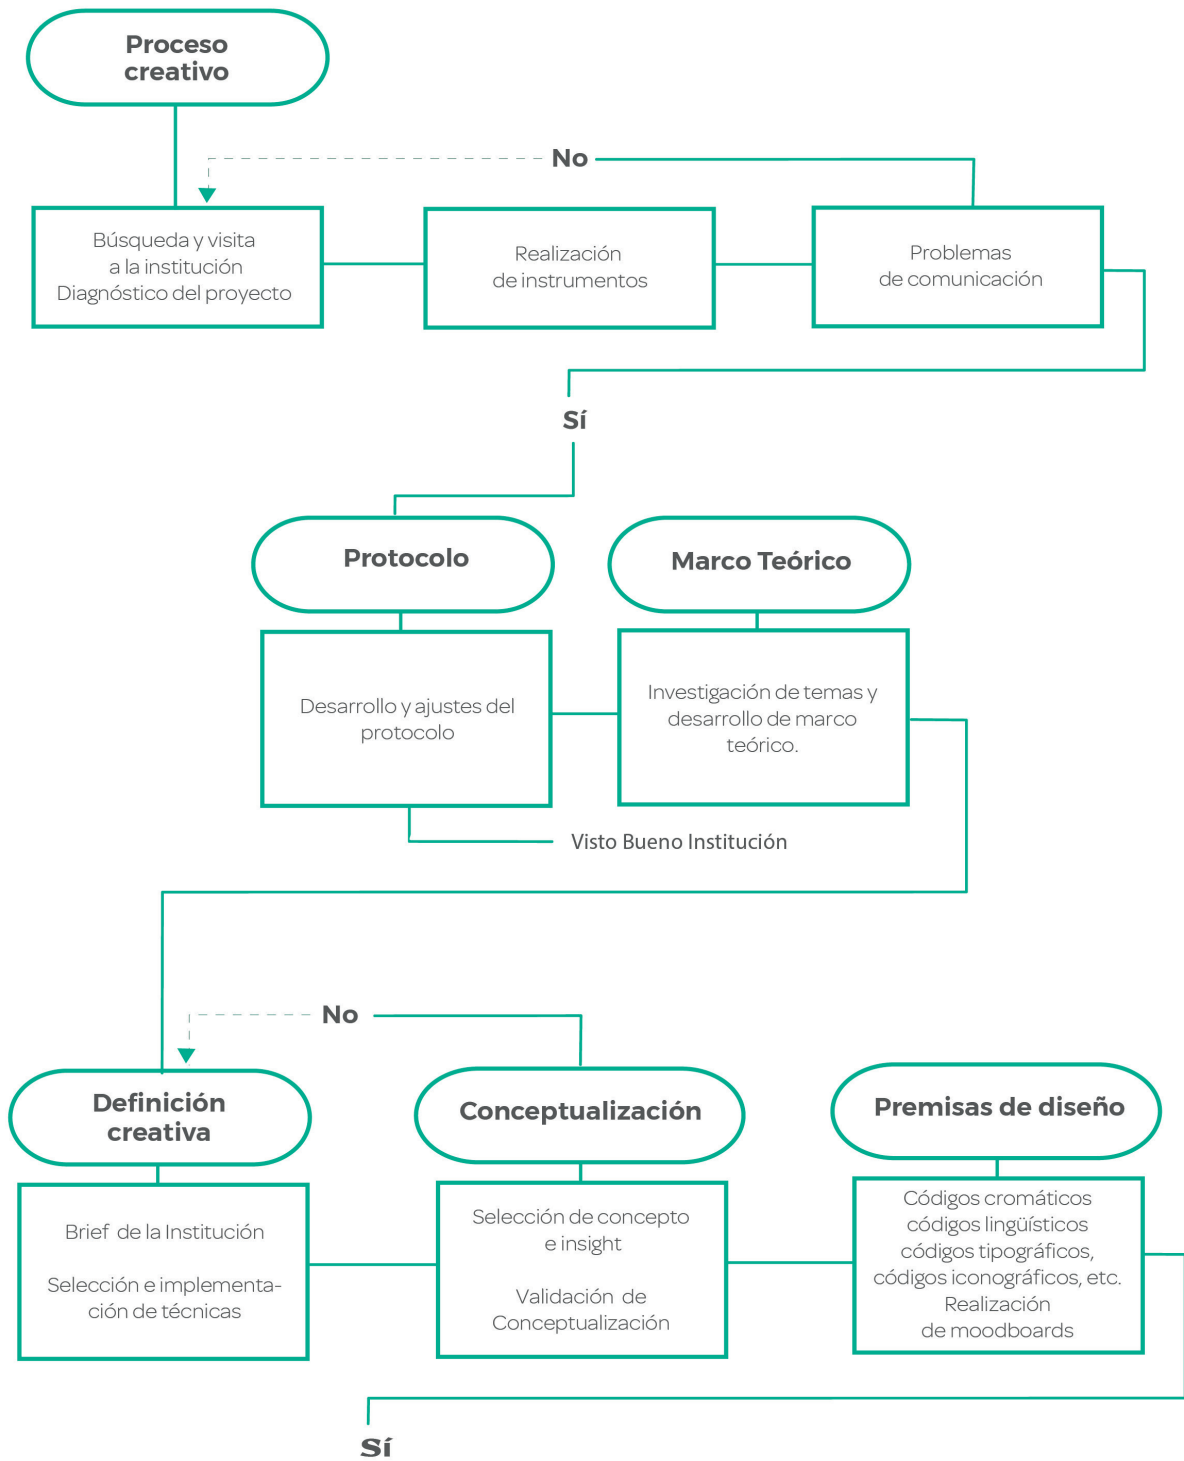 Proceso
creativo
No
Búsqueda y visita
a la institución
Diagnóstico del proyecto
Realización
de instrumentos
Problemas
de comunicación
Sí
Protocolo
Marco Teórico
Desarrollo y ajustes del
protocolo
Investigación de temas y
desarrollo de marco
teórico.
Visto Bueno Institución
No
Definición
creativa
Conceptualización
Premisas de diseño
Brief de la Institución
Selección e implementa-
ción de técnicas
Selección de concepto
e insight
Validación de
Conceptualización
Códigos cromáticos
códigos lingüísticos
códigos tipográficos,
códigos iconográficos, etc.
Realización
de moodboards
Sí